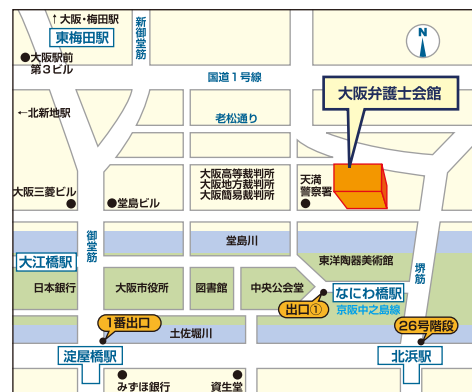 ↑大阪・梅田駅
東梅田駅
新御堂筋
N
●大阪駅前
第3ビル
国道1号線
大阪弁護士会館
←北新地駅
老松通り
大阪高等裁判所
大阪地方裁判所
大阪簡易裁判所
天満
警察署
大阪三菱ビル
堂島ビル
御堂筋
堂島川
東洋陶器美術館
堺筋
大江橋駅
日本銀行
大阪市役所
図書館
中央公会堂
なにわ橋駅
出口①
京阪中之島線
1番出口
土佐堀川
26号階段
淀屋橋駅
北浜駅
みずほ銀行
資生堂